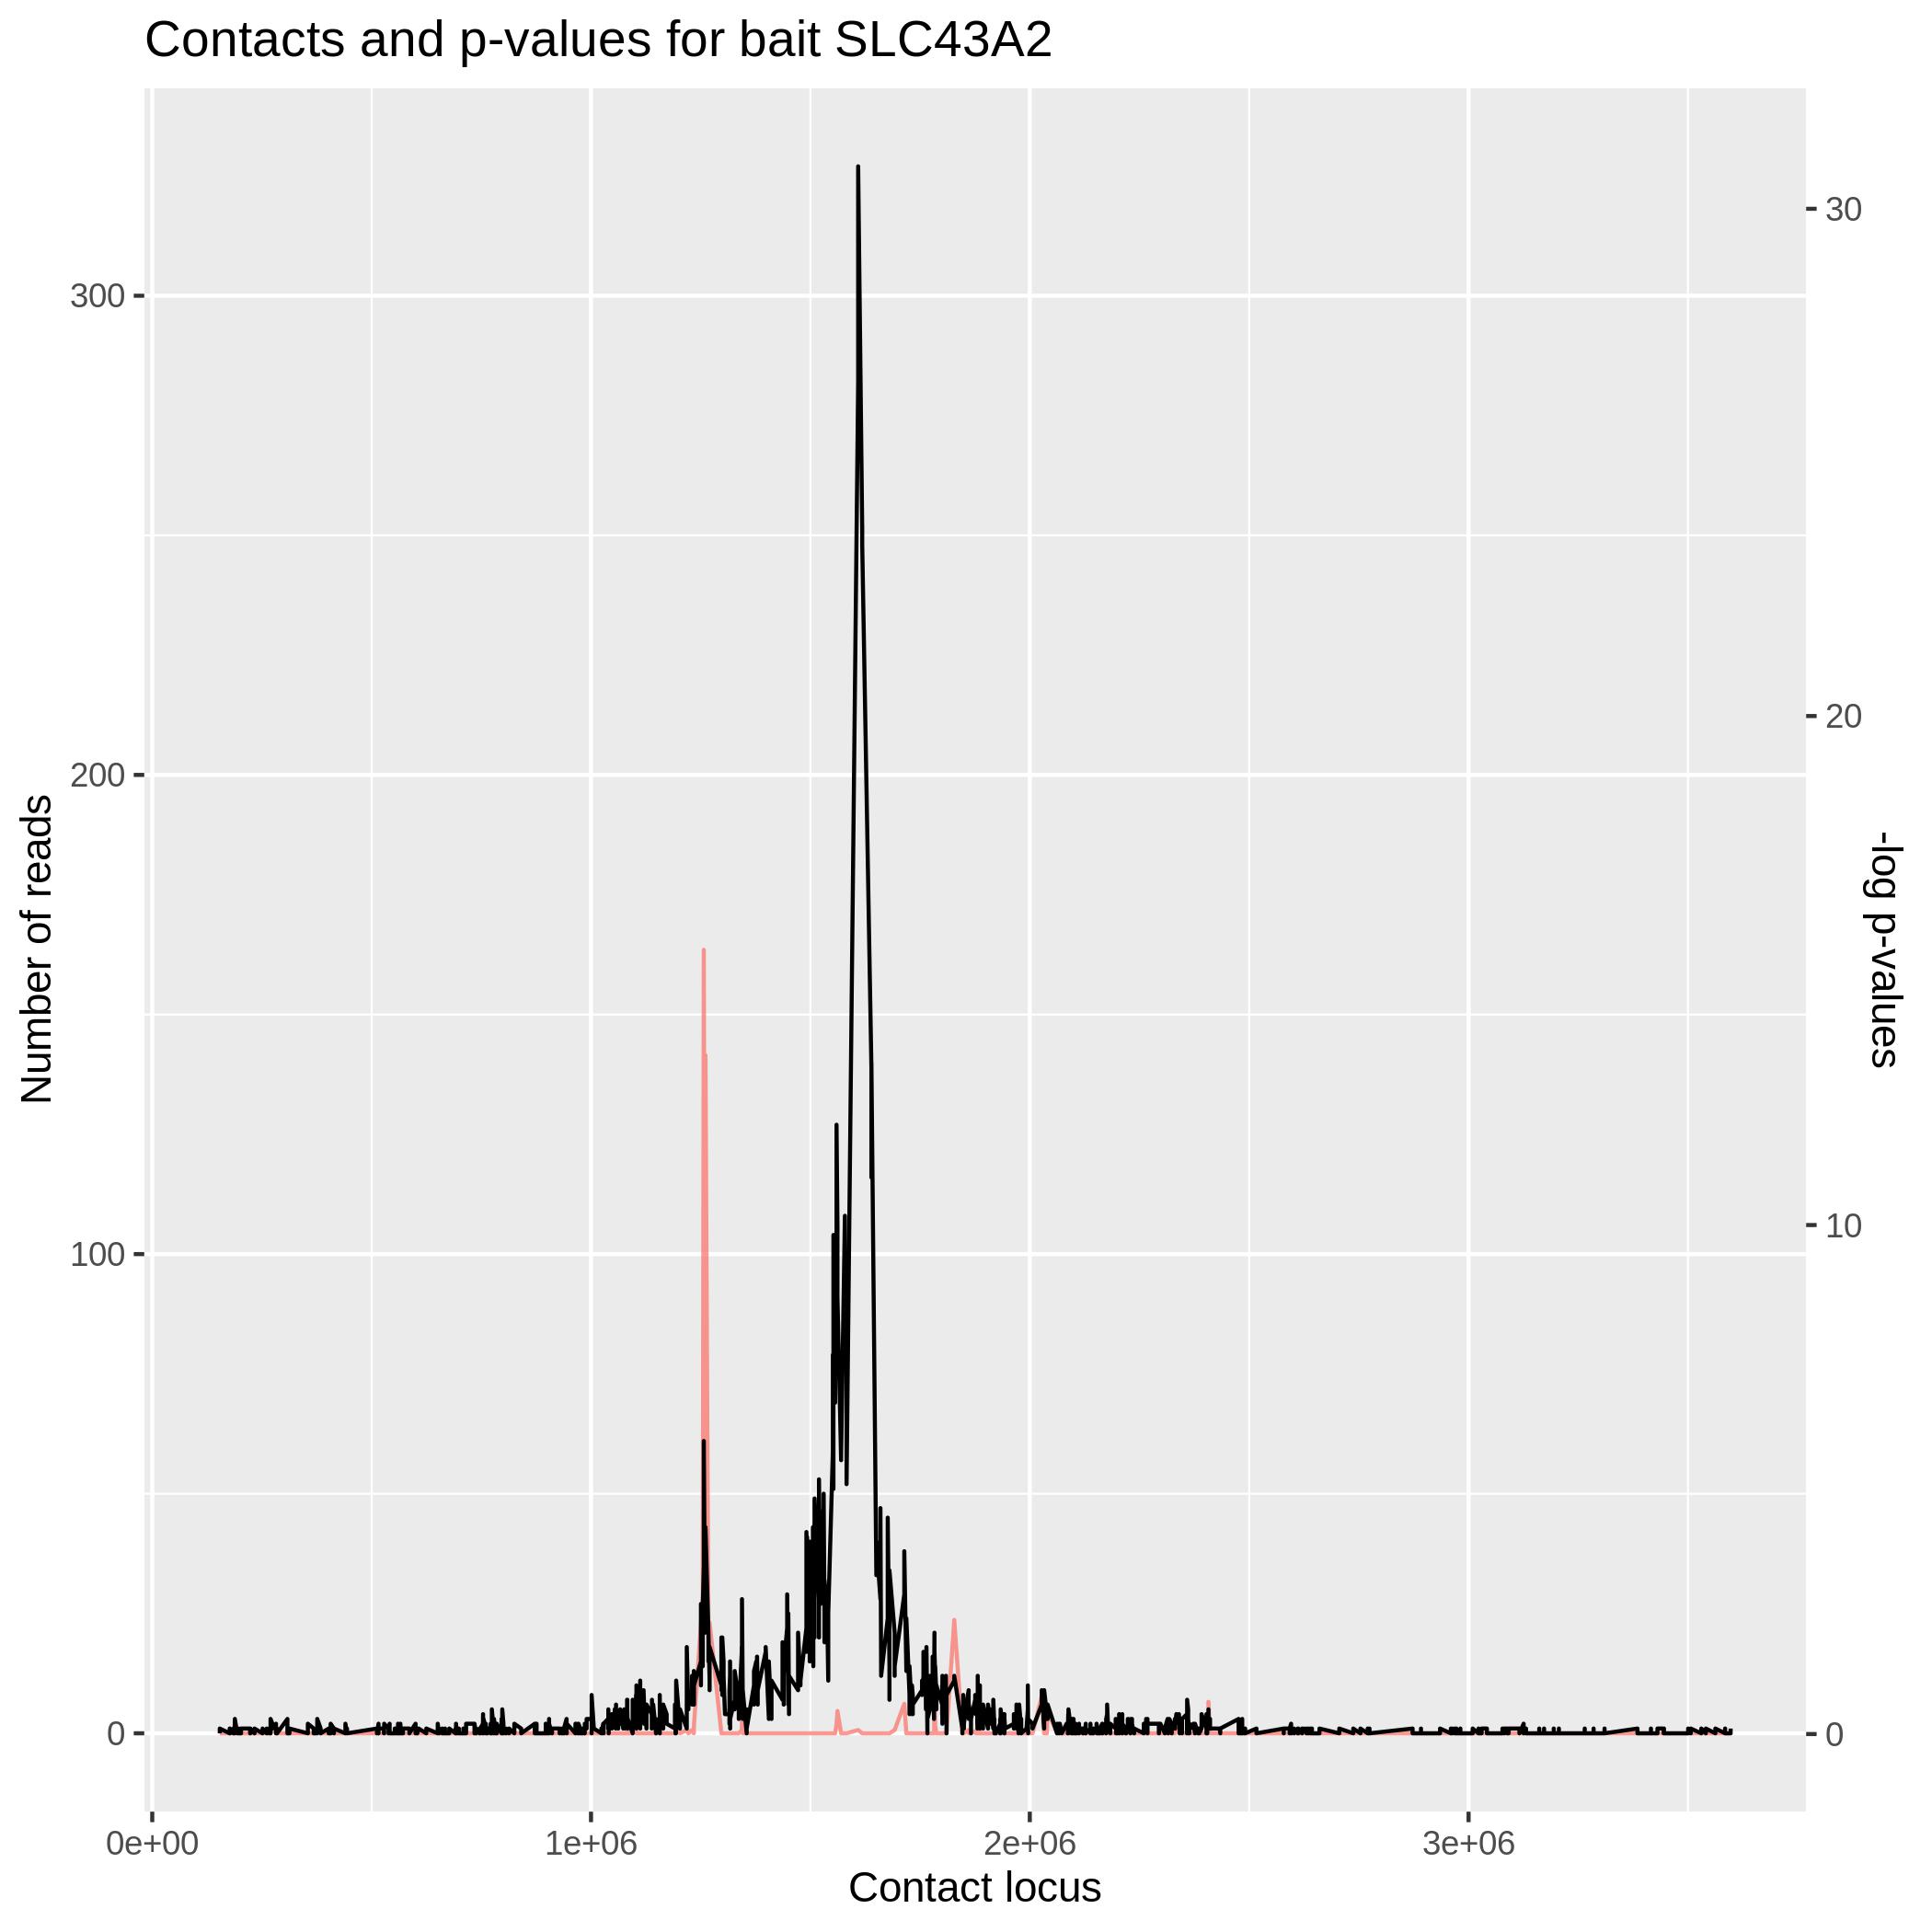 Contacts and p-values for bait SLC43A2
Number of reads
300
200
100
0
30
20
10
0
-log p-values
0e+00
1e+06
2e+06
3e+06
Contact locus